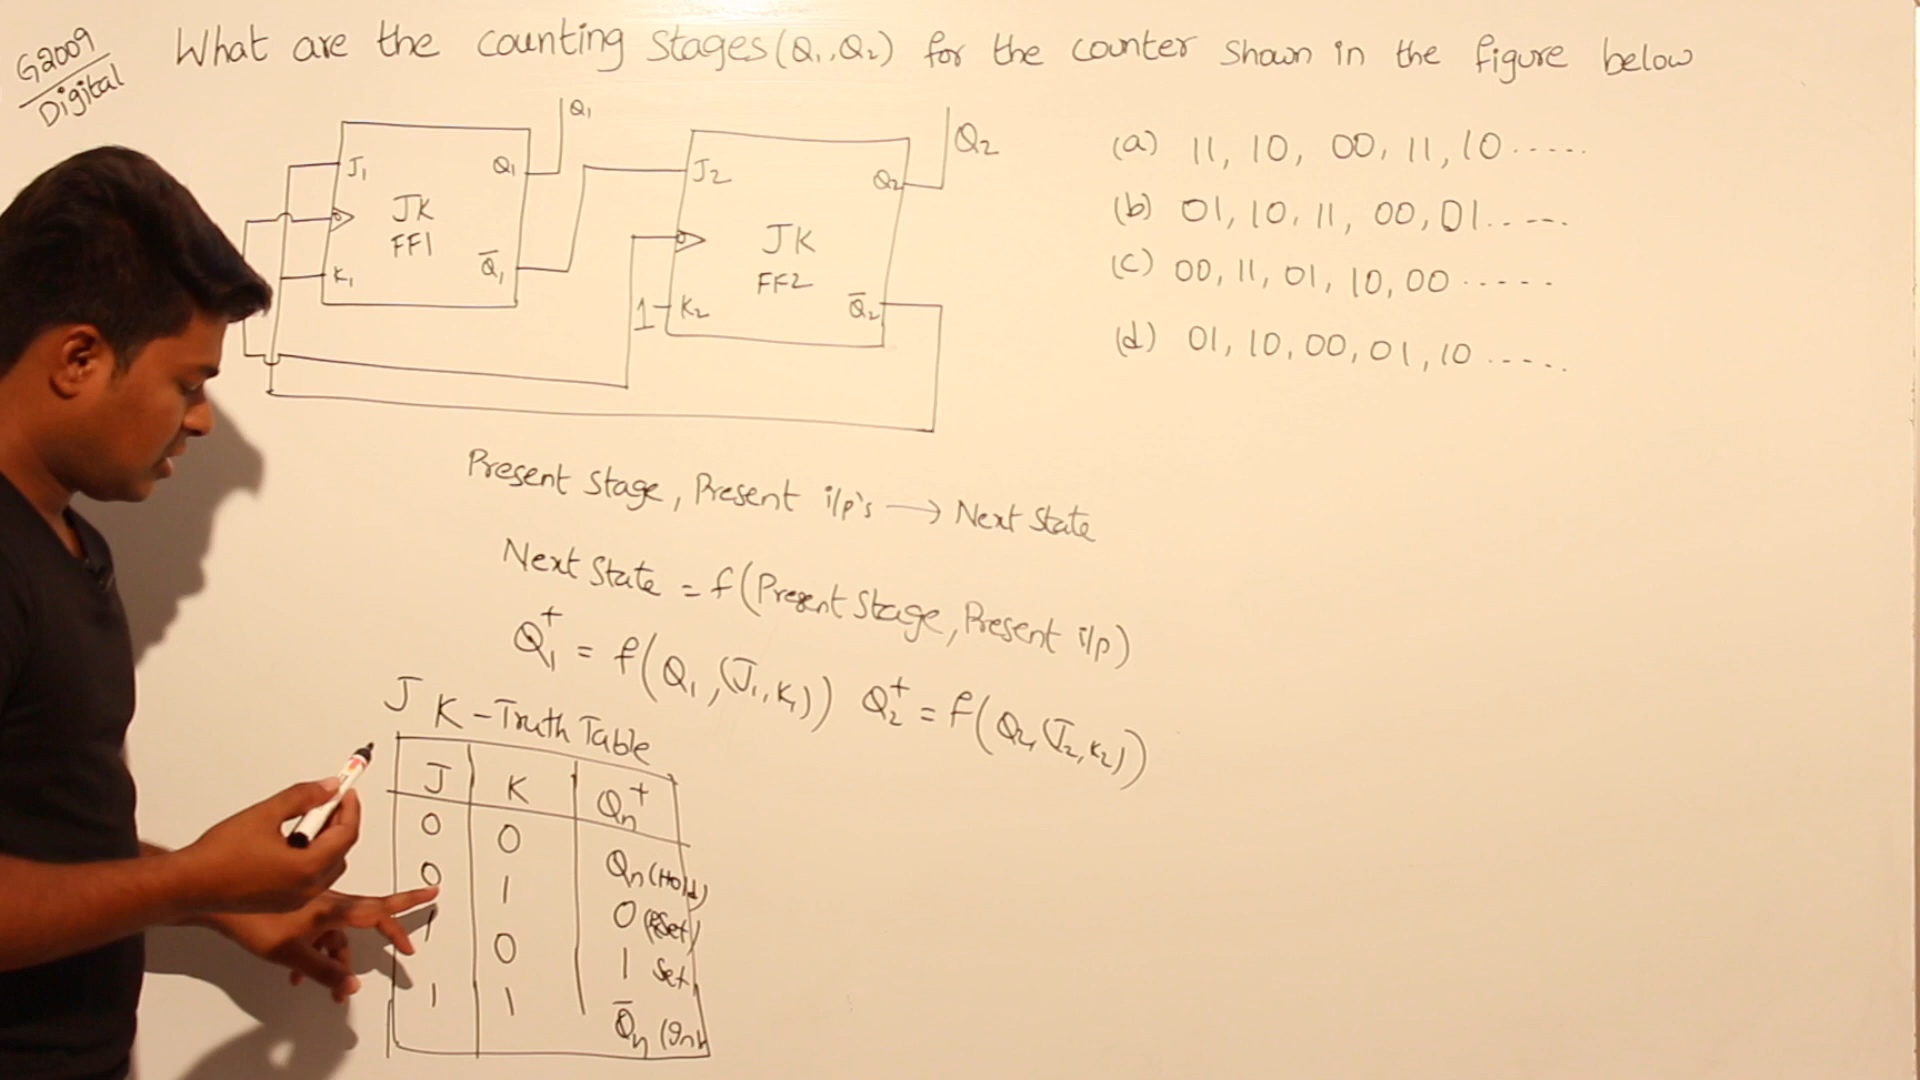 G2009
Digital
What are the counting Stages (Q1, Q2) for the counter shown in the figure below
Q1
J1 Q1
JK
FF1
K1 Q̅1
Q2
J2 Q2
JK
FF2
1 K2 Q̅2
(a) 11, 10, 00, 11, 10 .....
(b) 01, 10, 11, 00, 01 .....
(c) 00, 11, 01, 10, 00 .....
(d) 01, 10, 00, 01, 10 .....
Present Stage, Present i/p's → Next State
Next State = f(Present Stage, Present i/p)
Q1⁺ = f(Q1, (J1, K1)) Q2⁺ = f(Q2, (J2, K2))
JK - Truth Table
J K Qn⁺
0 0 Qn (Hold)
0 1 0 (Reset)
1 0 1 Set
1 1 Q̅n